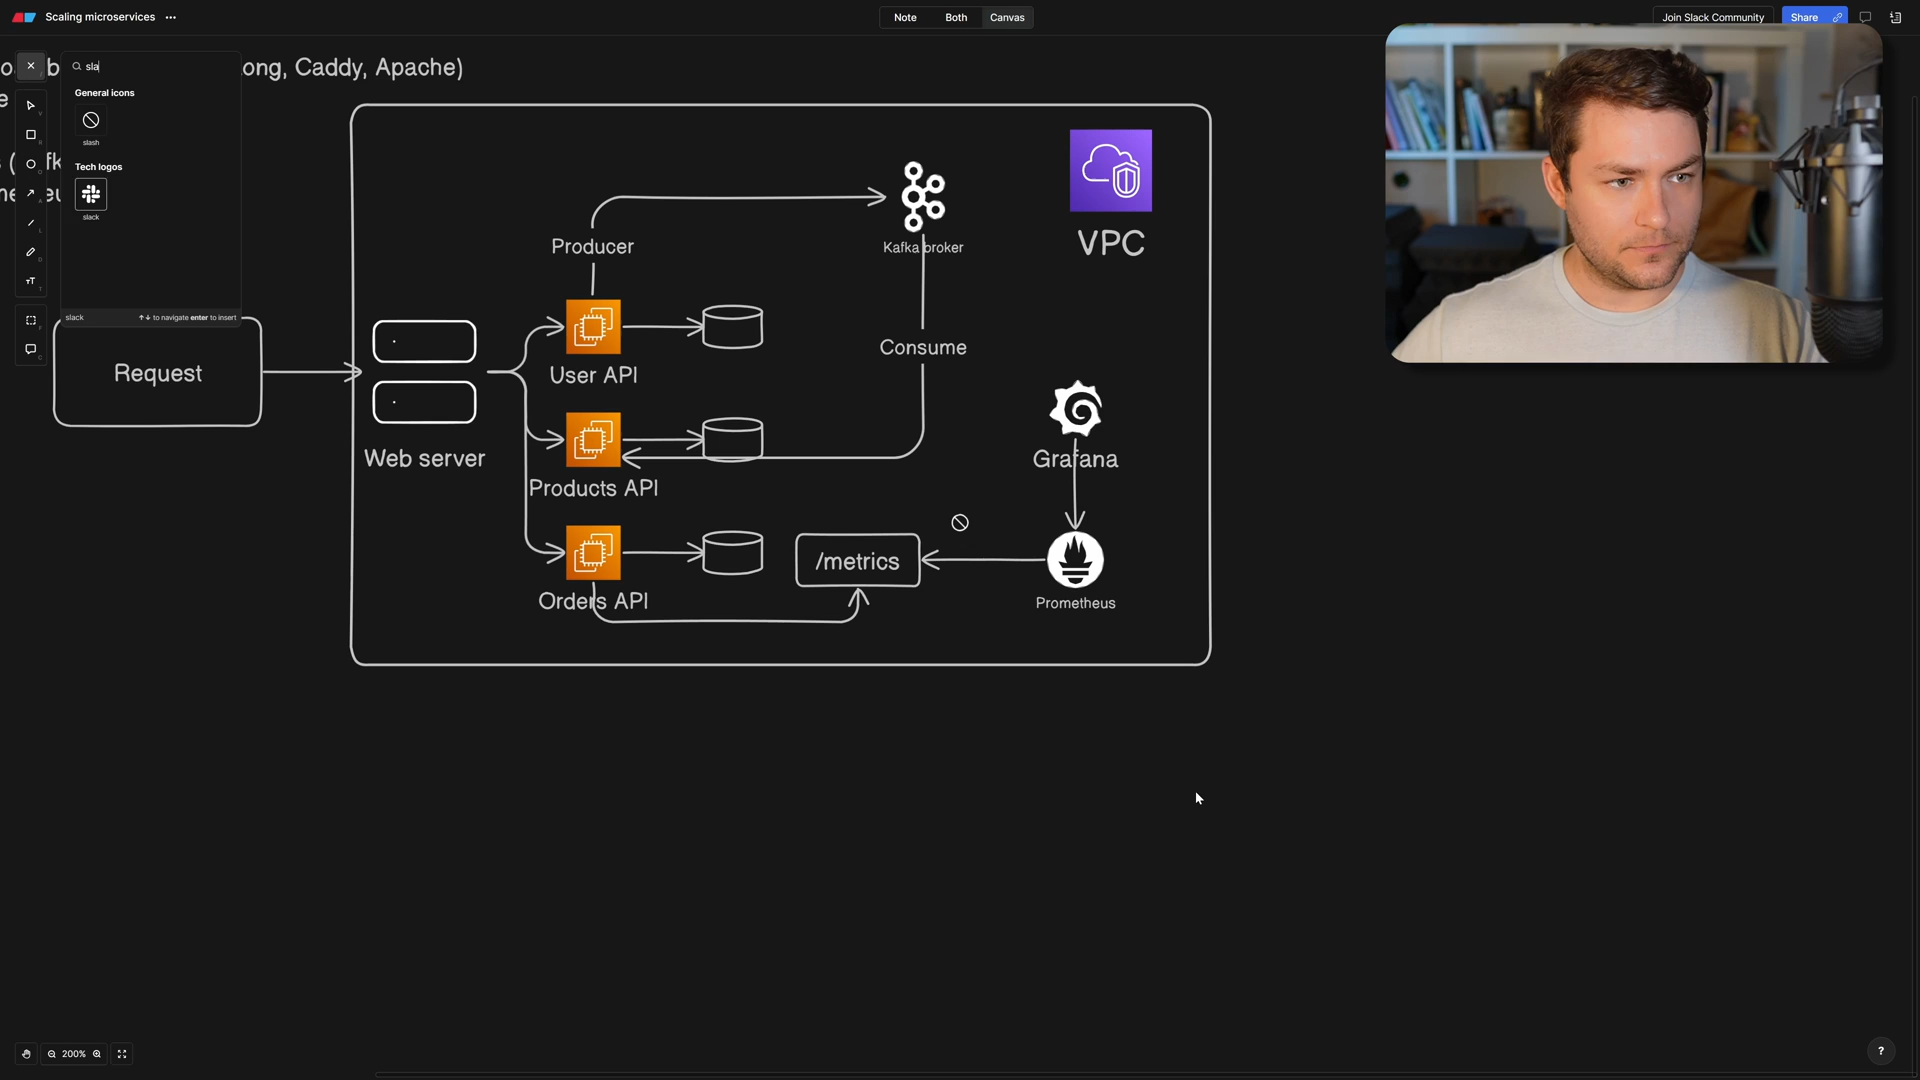 Scaling microservices
Note
Both
Canvas
Join Slack Community
Share
ong, Caddy, Apache)
sla
General icons
slash
Tech logos
slack
slack
↑↓ to navigate enter to insert
Request
Web server
Producer
User API
Products API
Orders API
Kafka broker
Consume
VPC
Grafana
/metrics
Prometheus
200%
?